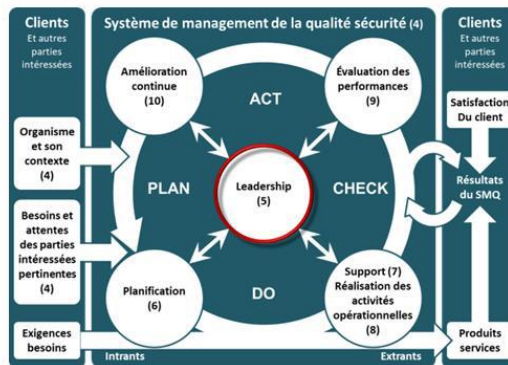 Clients
Et autres
parties
intéressées
Organisme
et son
contexte
(4)
Besoins et
attentes
des parties
intéressées
pertinentes
(4)
Exigences
besoins
Système de management de la qualité sécurité (4)
Amélioration
continue
(10)
ACT
Évaluation des
performances
(9)
PLAN
Leadership
(5)
CHECK
Planification
(6)
DO
Support (7)
Réalisation des
activités
opérationnelles
(8)
Intrants
Extrants
Clients
Et autres
parties
intéressées
Satisfaction
Du client
Résultats
du SMQ
Produits
services